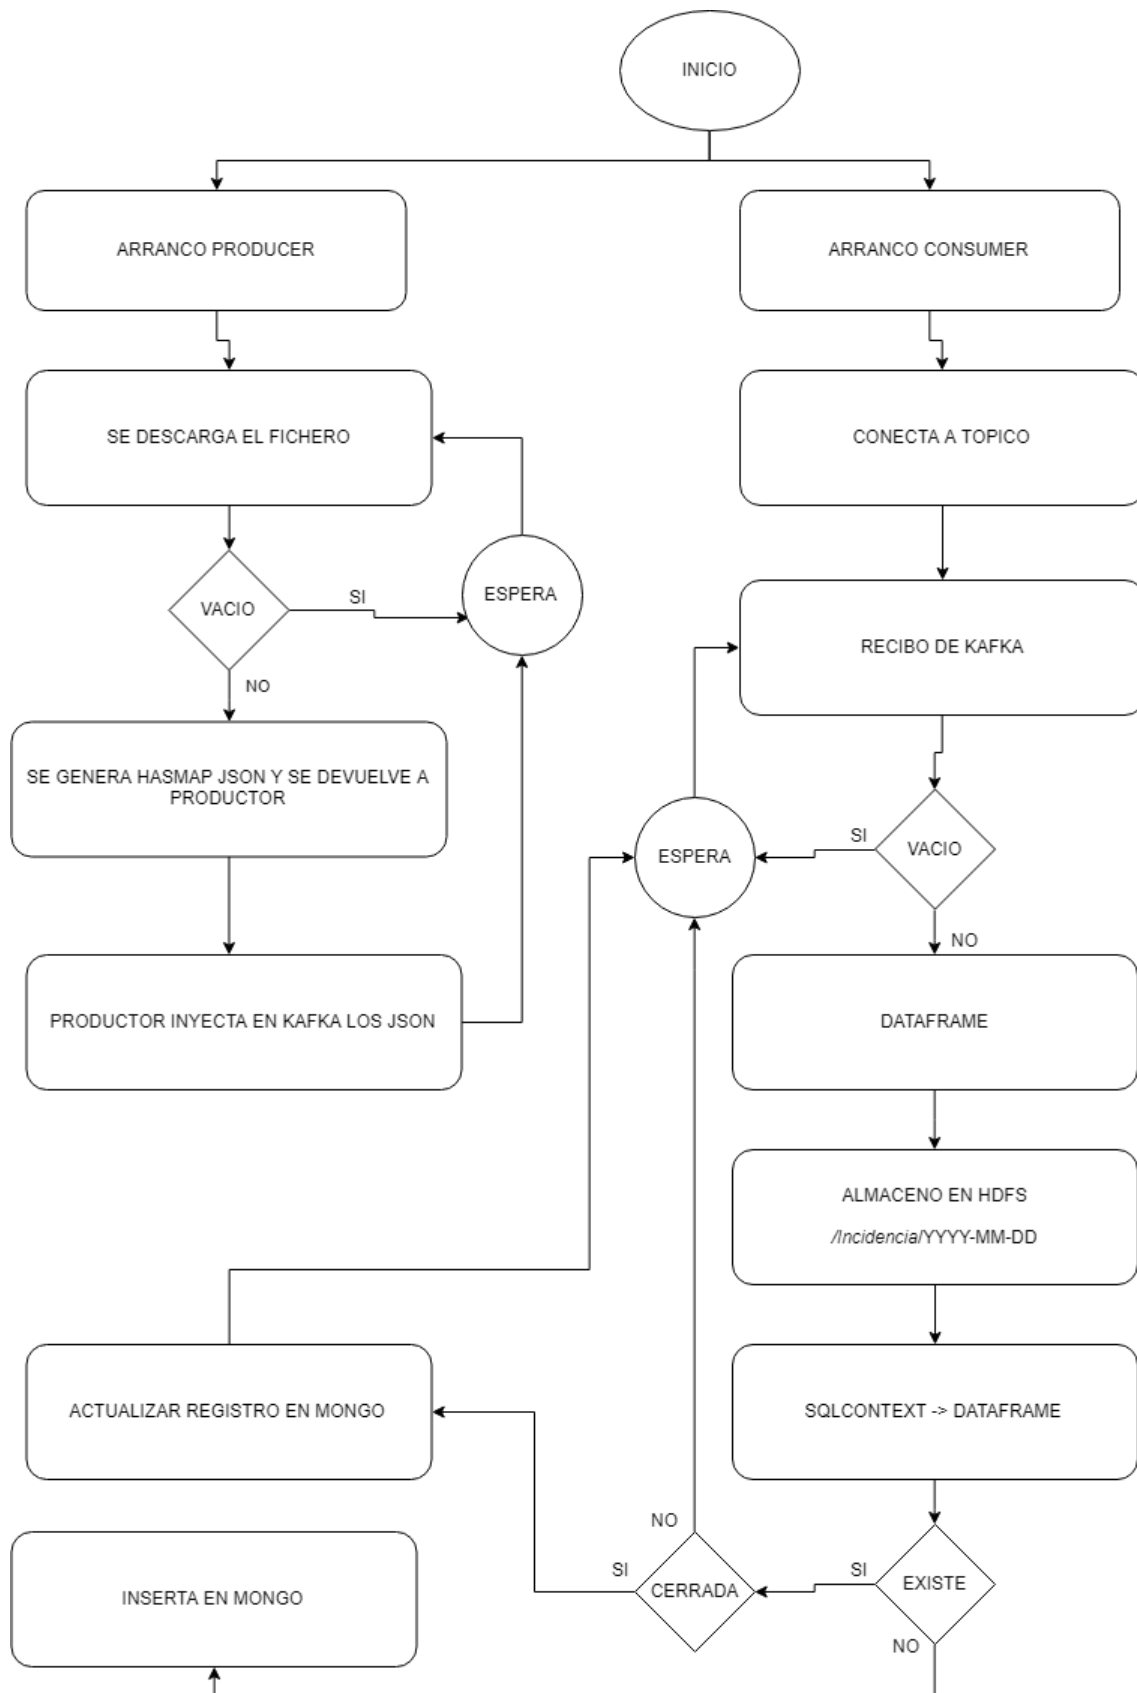 INICIO
ARRANCO PRODUCER
ARRANCO CONSUMER
SE DESCARGA EL FICHERO
CONECTA A TOPICO
VACIO
SI
ESPERA
NO
RECIBO DE KAFKA
SE GENERA HASMAP JSON Y SE DEVUELVE A
PRODUCTOR
ESPERA
SI
VACIO
NO
PRODUCTOR INYECTA EN KAFKA LOS JSON
DATAFRAME
ALMACENO EN HDFS
/Incidencia/YYYY-MM-DD
ACTUALIZAR REGISTRO EN MONGO
SQLCONTEXT -> DATAFRAME
NO
SI
CERRADA
SI
EXISTE
NO
INSERTA EN MONGO